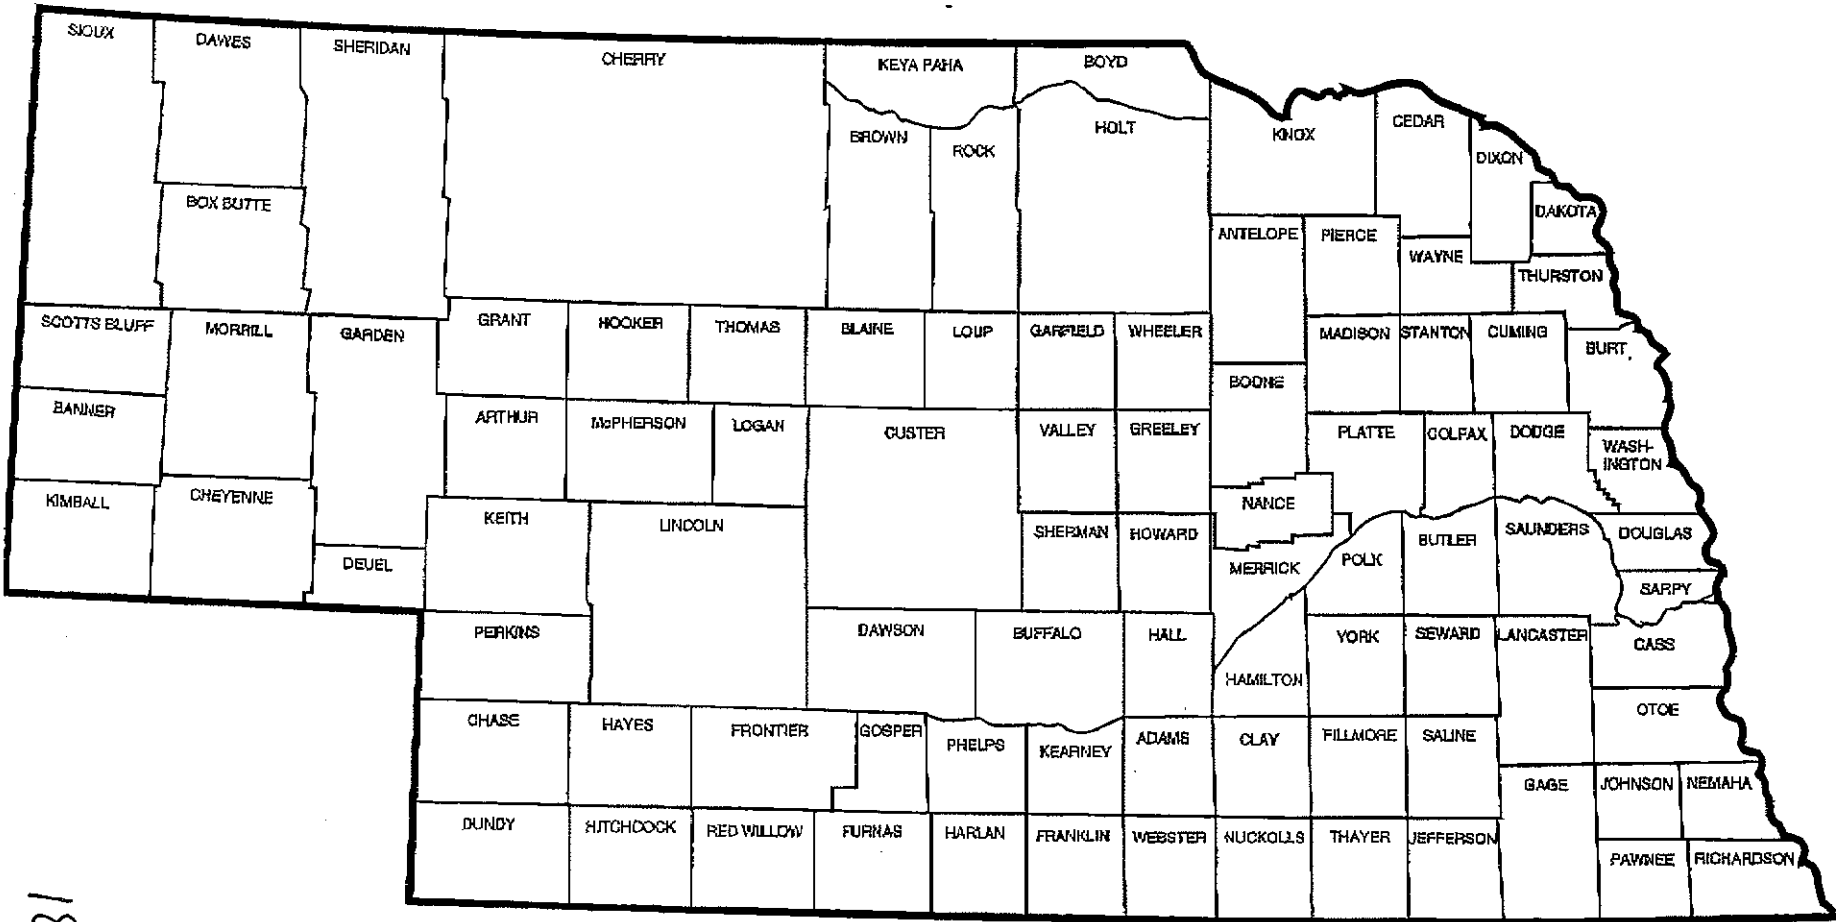 SIOUX
DAWES
SHERIDAN
CHERRY
KEYA PAHA
BOYD
BROWN
ROCK
HOLT
KNOX
CEDAR
DIXON
DAKOTA
BOX BUTTE
ANTELOPE
PIERCE
WAYNE
THURSTON
SCOTTS BLUFF
MORRILL
GARDEN
GRANT
HOOKER
THOMAS
BLAINE
LOUP
GARFIELD
WHEELER
MADISON
STANTON
CUMING
BURT
BOONE
BANNER
ARTHUR
McPHERSON
LOGAN
CUSTER
VALLEY
GREELEY
PLATTE
COLFAX
DODGE
WASH-
INGTON
KIMBALL
CHEYENNE
KEITH
LINCOLN
NANCE
SHERMAN
HOWARD
MERRICK
POLK
BUTLER
SAUNDERS
DOUGLAS
DEUEL
SARPY
PERKINS
DAWSON
BUFFALO
HALL
HAMILTON
YORK
SEWARD
LANCASTER
CASS
CHASE
HAYES
FRONTIER
GOSPER
PHELPS
KEARNEY
ADAMS
CLAY
FILLMORE
SALINE
OTOE
GAGE
JOHNSON
NEMAHA
DUNDY
HITCHCOCK
RED WILLOW
FURNAS
HARLAN
FRANKLIN
WEBSTER
NUCKOLLS
THAYER
JEFFERSON
PAWNEE
RICHARDSON